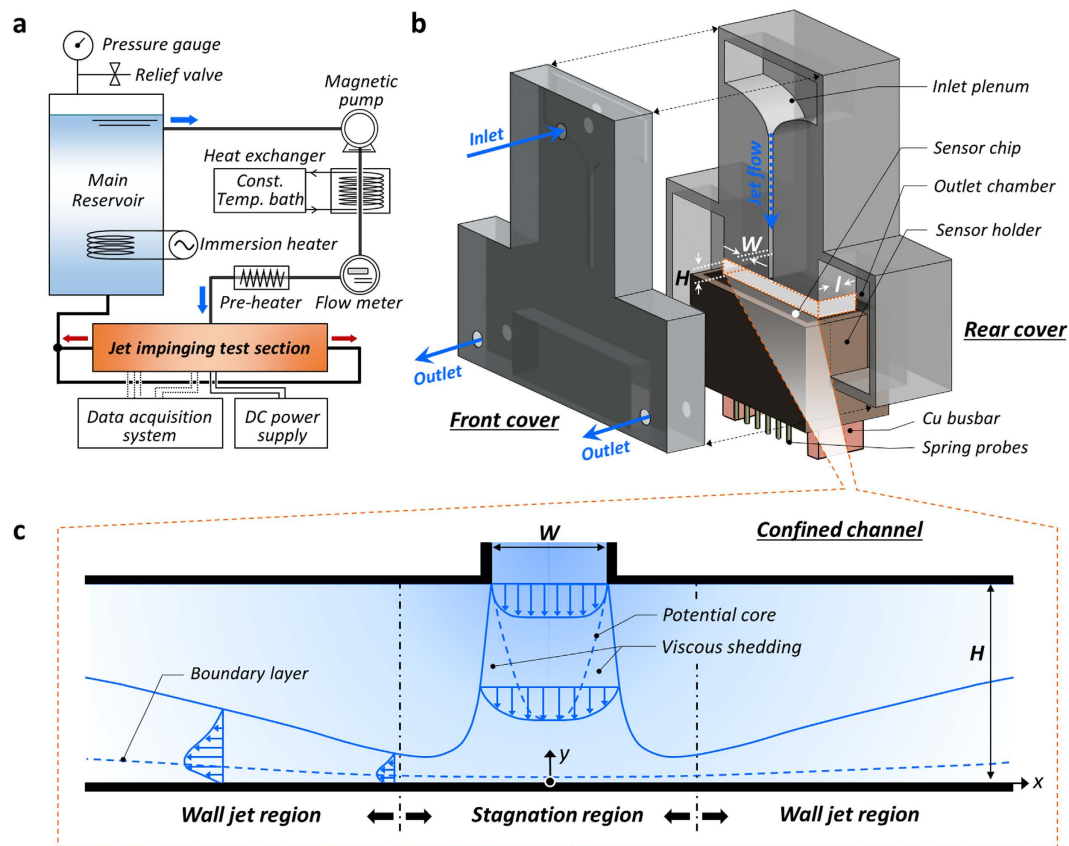 a
Pressure gauge
Relief valve
Magnetic
pump
Heat exchanger
Const.
Temp. bath
Main
Reservoir
Immersion heater
Pre-heater
Flow meter
Jet impinging test section
Data acquisition
system
DC power
supply
b
Inlet
Jet flow
Inlet plenum
Sensor chip
Outlet chamber
Sensor holder
W
H
l
Rear cover
Outlet
Front cover
Outlet
Cu busbar
Spring probes
c
W
Confined channel
Potential core
Viscous shedding
H
Boundary layer
y
x
Wall jet region
Stagnation region
Wall jet region